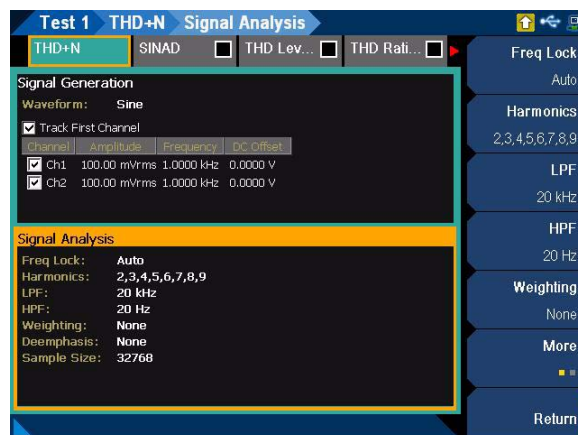 Test 1 THD+N Signal Analysis
THD+N SINAD THD Lev... THD Rati...
Signal Generation
Waveform: Sine
Track First Channel
Channel Amplitude Frequency DC Offset
Ch1 100.00 mVrms 1.0000 kHz 0.0000 V
Ch2 100.00 mVrms 1.0000 kHz 0.0000 V
Signal Analysis
Freq Lock: Auto
Harmonics: 2,3,4,5,6,7,8,9
LPF: 20 kHz
HPF: 20 Hz
Weighting: None
Deemphasis: None
Sample Size: 32768
Freq Lock
Auto
Harmonics
2,3,4,5,6,7,8,9
LPF
20 kHz
HPF
20 Hz
Weighting
None
More
Return